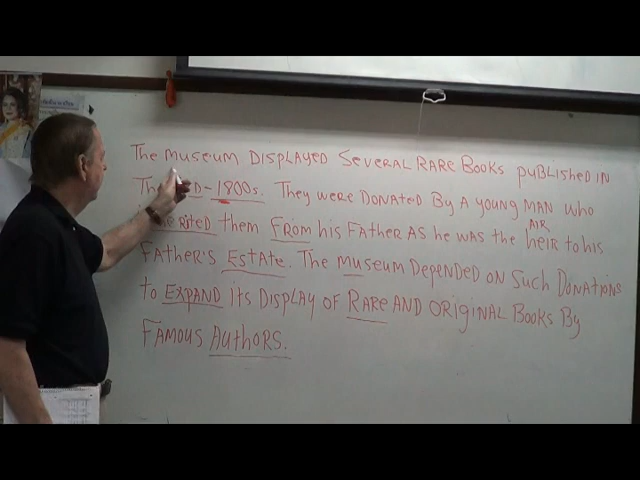 The museum DISPLAYED Several RARE Books published IN
The - 1800s. They were DONATED By A young MAN who
them From his Father As he was the heir to his
AIR
Father's Estate. The museum Depended on Such Donations
to EXPAND its Display of RARE AND ORIGINAL Books By
Famous Authors.